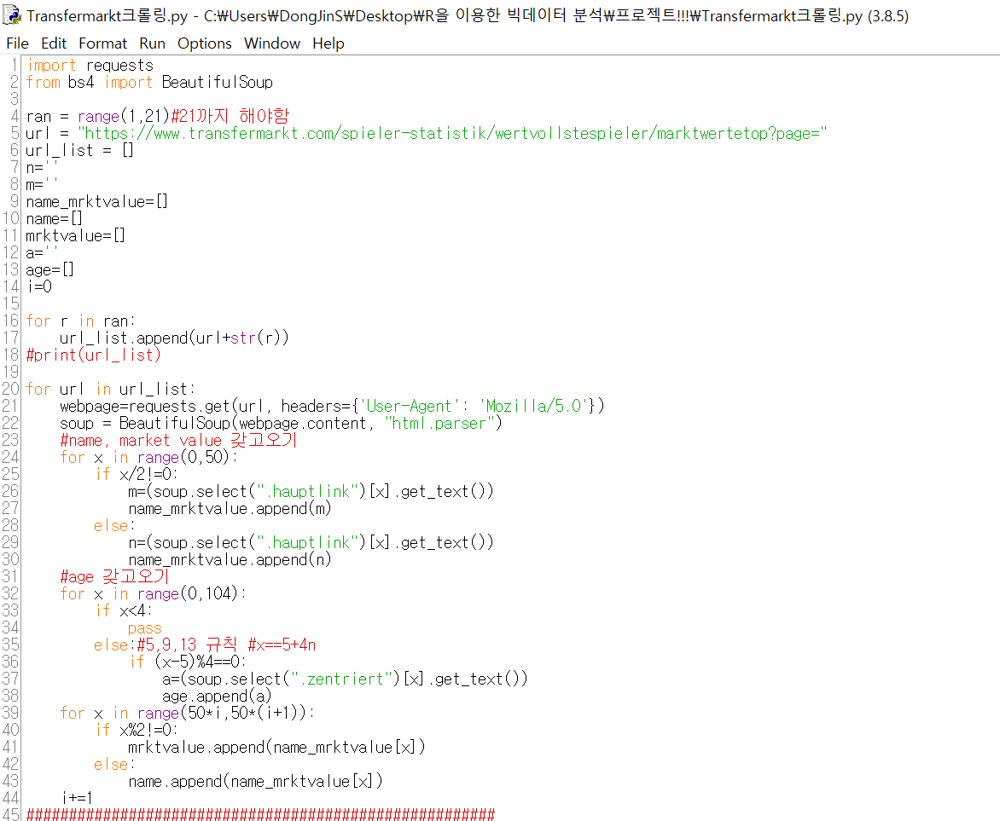 Transfermarkt크롤링.py - C:\Users\DongJinS\Desktop\R을 이용한 빅데이터 분석\프로젝트!!!\Transfermarkt크롤링.py (3.8.5)
File Edit Format Run Options Window Help
1 import requests
2 from bs4 import BeautifulSoup
3
4 ran = range(1,21)#21까지 해야함
5 url = "https://www.transfermarkt.com/spieler-statistik/wertvollstespieler/marktwertetop?page="
6 url_list = []
7 n=''
8 m=''
9 name_mrktvalue=[]
10 name=[]
11 mrktvalue=[]
12 a=''
13 age=[]
14 i=0
15
16 for r in ran:
17     url_list.append(url+str(r))
18 #print(url_list)
19
20 for url in url_list:
21     webpage=requests.get(url, headers={'User-Agent': 'Mozilla/5.0'})
22     soup = BeautifulSoup(webpage.content, "html.parser")
23     #name, market value 갖고오기
24     for x in range(0,50):
25         if x/2!=0:
26             m=(soup.select(".hauptlink")[x].get_text())
27             name_mrktvalue.append(m)
28         else:
29             n=(soup.select(".hauptlink")[x].get_text())
30             name_mrktvalue.append(n)
31     #age 갖고오기
32     for x in range(0,104):
33         if x<4:
34             pass
35         else:#5,9,13 규칙 #x==5+4n
36             if (x-5)%4==0:
37                 a=(soup.select(".zentriert")[x].get_text())
38                 age.append(a)
39     for x in range(50*i,50*(i+1)):
40         if x%2!=0:
41             mrktvalue.append(name_mrktvalue[x])
42         else:
43             name.append(name_mrktvalue[x])
44     i+=1
45 #######################################################